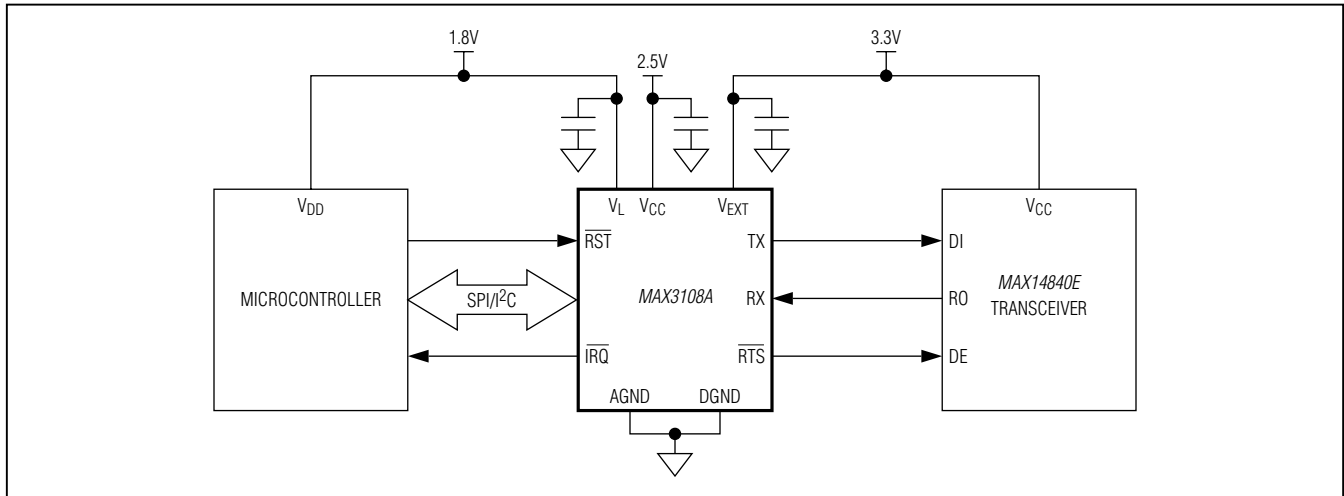 1.8V
2.5V
3.3V
VDD
VL
VCC
VEXT
VCC
RST
TX
DI
MICROCONTROLLER
SPI/I²C
MAX3108A
RX
RO
MAX14840E
TRANSCEIVER
IRQ
RTS
DE
AGND
DGND